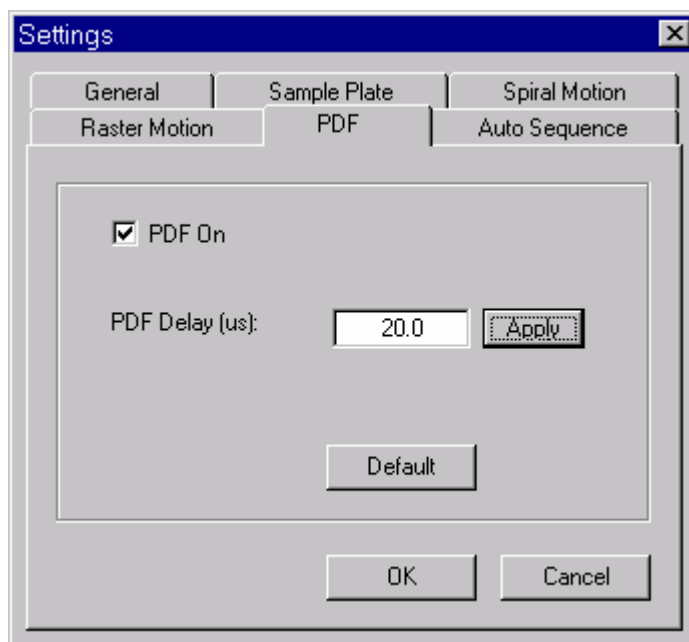 Settings
General Sample Plate Spiral Motion
Raster Motion PDF Auto Sequence
PDF On
PDF Delay (us): 20.0 Apply
Default
OK Cancel